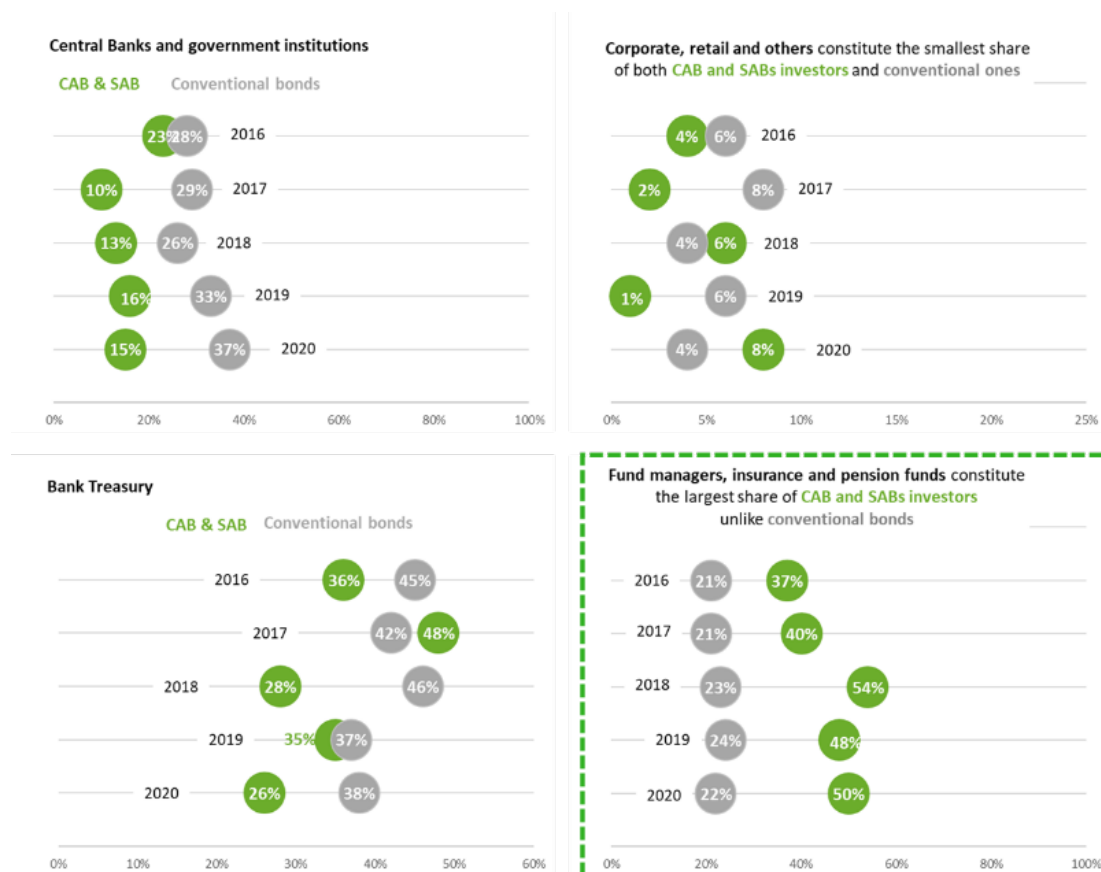 Central Banks and government institutions
CAB & SAB Conventional bonds
23% 28% 2016
10% 29% 2017
13% 26% 2018
16% 33% 2019
15% 37% 2020
0% 20% 40% 60% 80% 100%
Corporate, retail and others constitute the smallest share
of both CAB and SABs investors and conventional ones
4% 6% 2016
2% 8% 2017
4% 6% 2018
1% 6% 2019
4% 8% 2020
0% 5% 10% 15% 20% 25%
Bank Treasury
CAB & SAB Conventional bonds
2016 36% 45%
2017 42% 48%
2018 28% 46%
2019 35% 37%
2020 26% 38%
0% 10% 20% 30% 40% 50% 60%
Fund managers, insurance and pension funds constitute
the largest share of CAB and SABs investors
unlike conventional bonds
2016 21% 37%
2017 21% 40%
2018 23% 54%
2019 24% 48%
2020 22% 50%
0% 20% 40% 60% 80% 100%